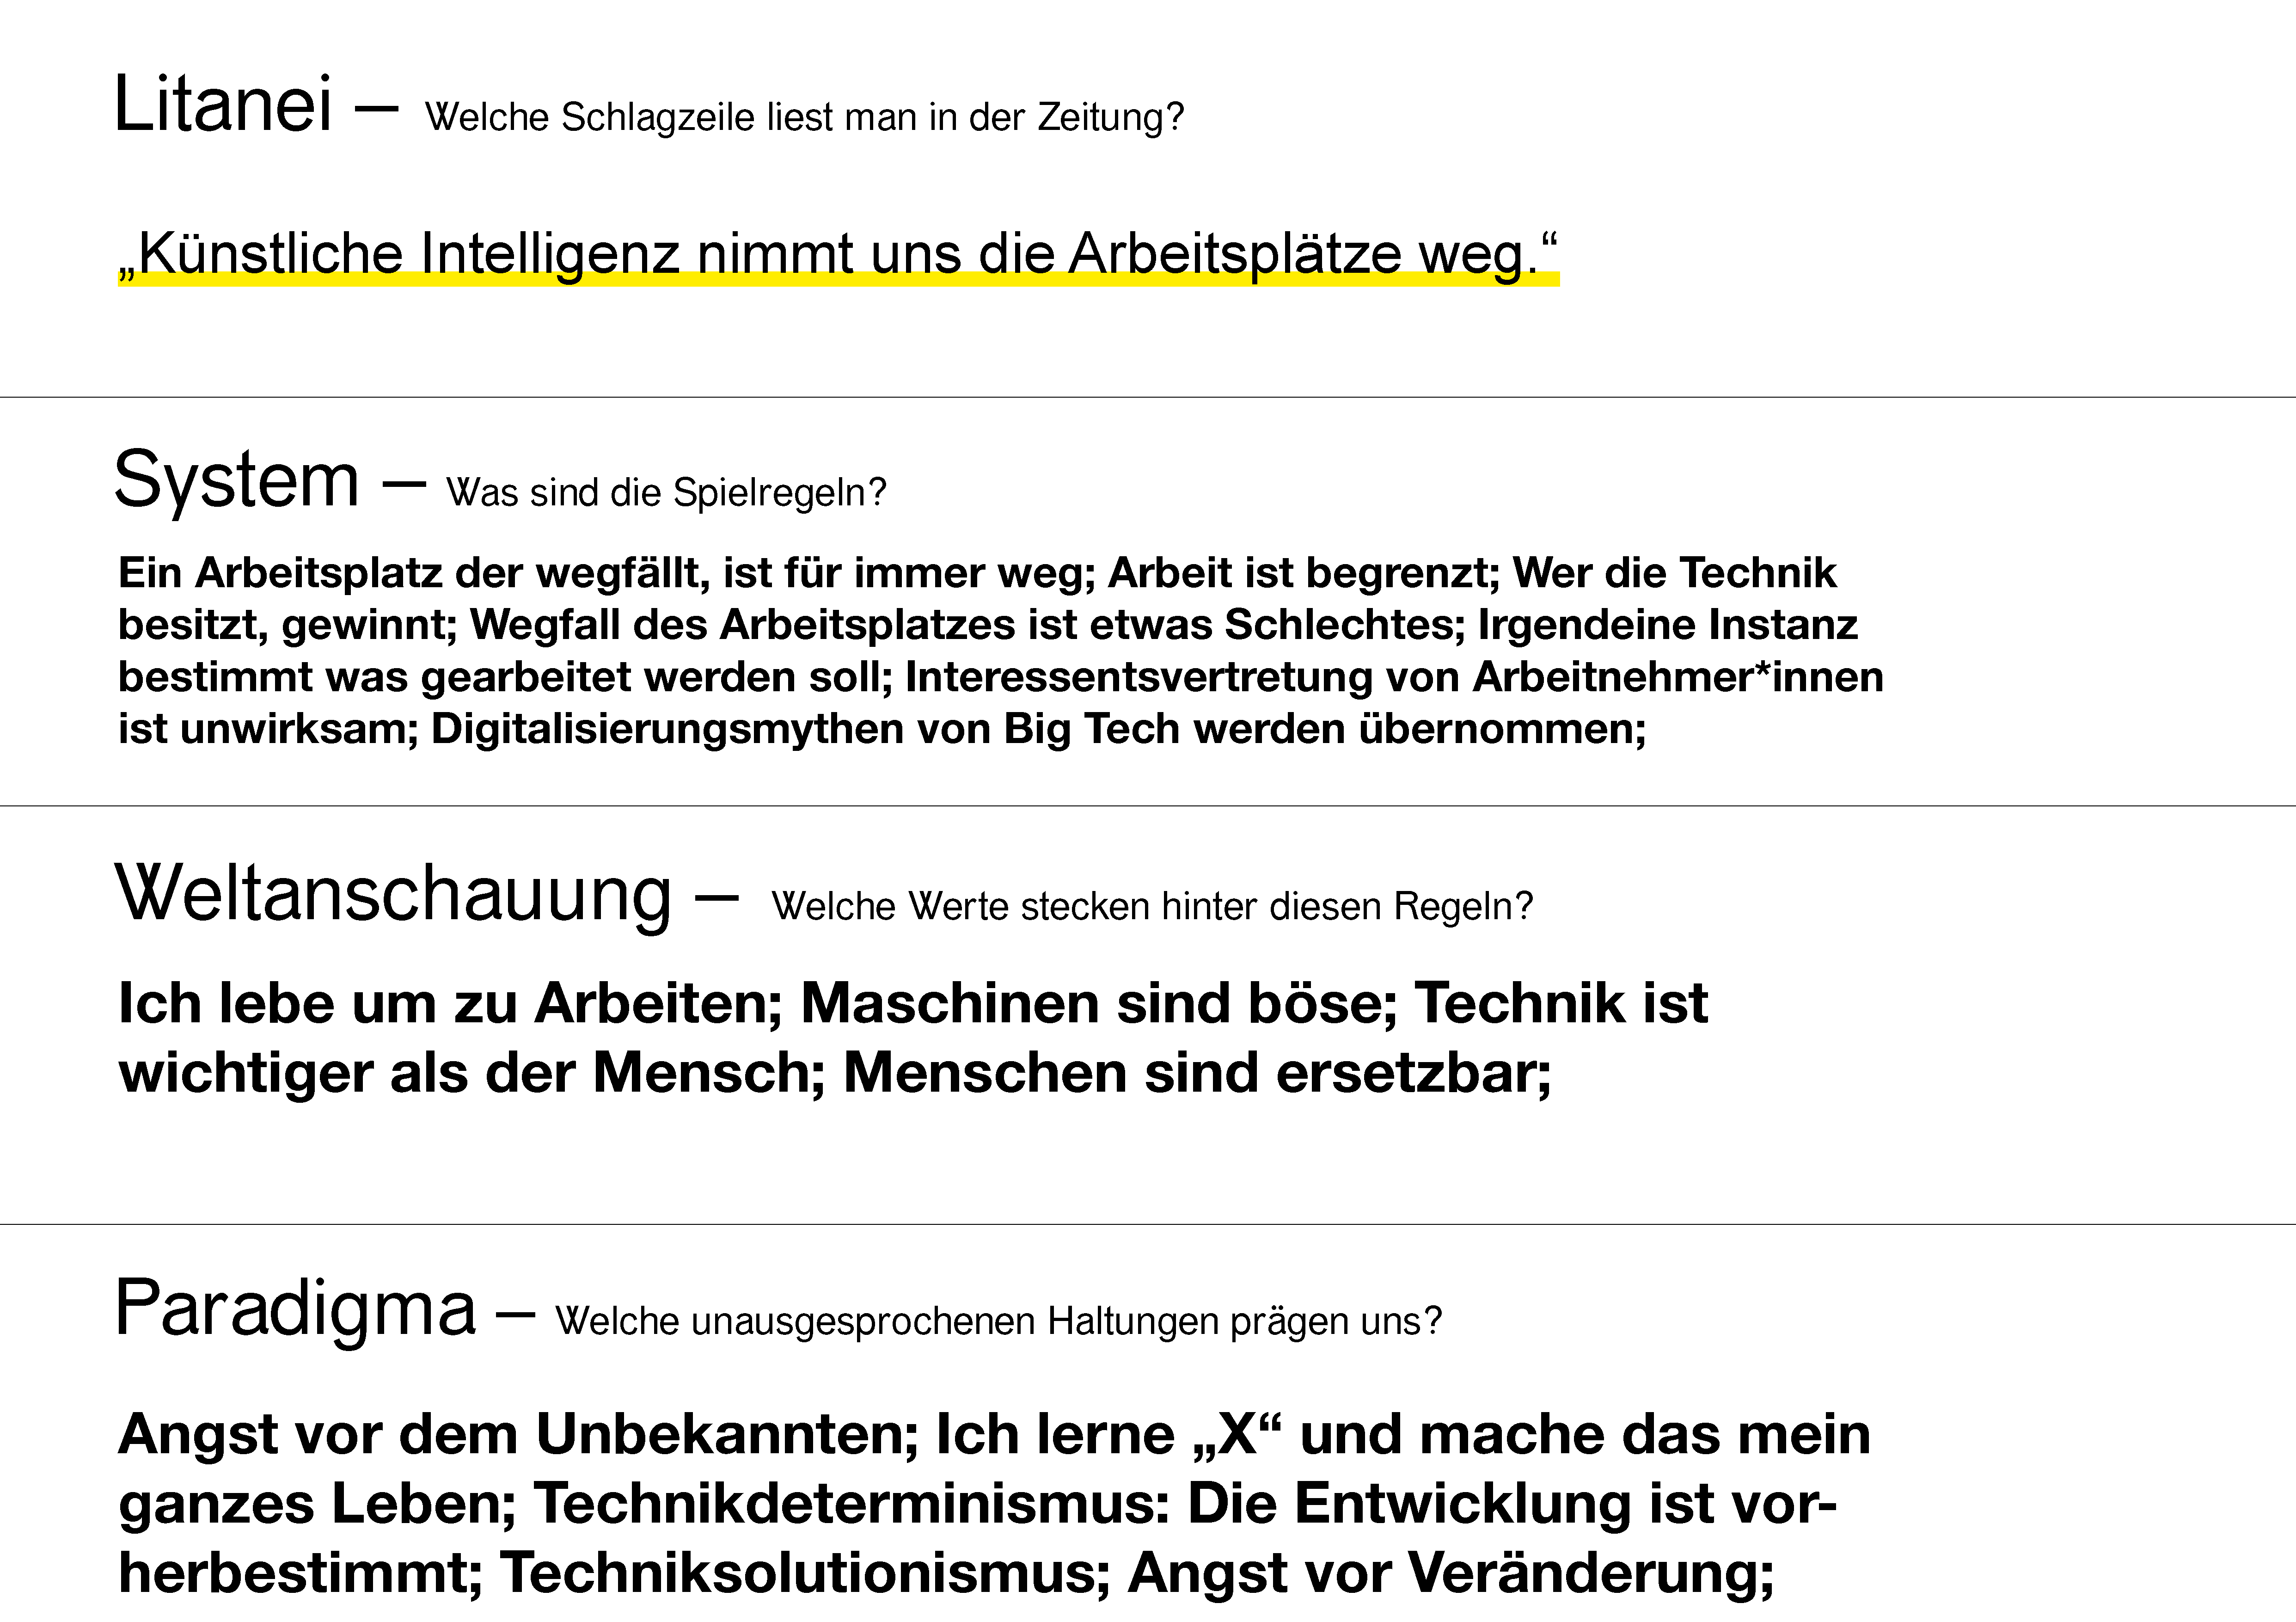 Litanei – Welche Schlagzeile liest man in der Zeitung?
„Künstliche Intelligenz nimmt uns die Arbeitsplätze weg.“
System – Was sind die Spielregeln?
Ein Arbeitsplatz der wegfällt, ist für immer weg; Arbeit ist begrenzt; Wer die Technik
besitzt, gewinnt; Wegfall des Arbeitsplatzes ist etwas Schlechtes; Irgendeine Instanz
bestimmt was gearbeitet werden soll; Interessentsvertretung von Arbeitnehmer*innen
ist unwirksam; Digitalisierungsmythen von Big Tech werden übernommen;
Weltanschauung – Welche Werte stecken hinter diesen Regeln?
Ich lebe um zu Arbeiten; Maschinen sind böse; Technik ist
wichtiger als der Mensch; Menschen sind ersetzbar;
Paradigma – Welche unausgesprochenen Haltungen prägen uns?
Angst vor dem Unbekannten; Ich lerne „X“ und mache das mein
ganzes Leben; Technikdeterminismus: Die Entwicklung ist vor-
herbestimmt; Techniksolutionismus; Angst vor Veränderung;